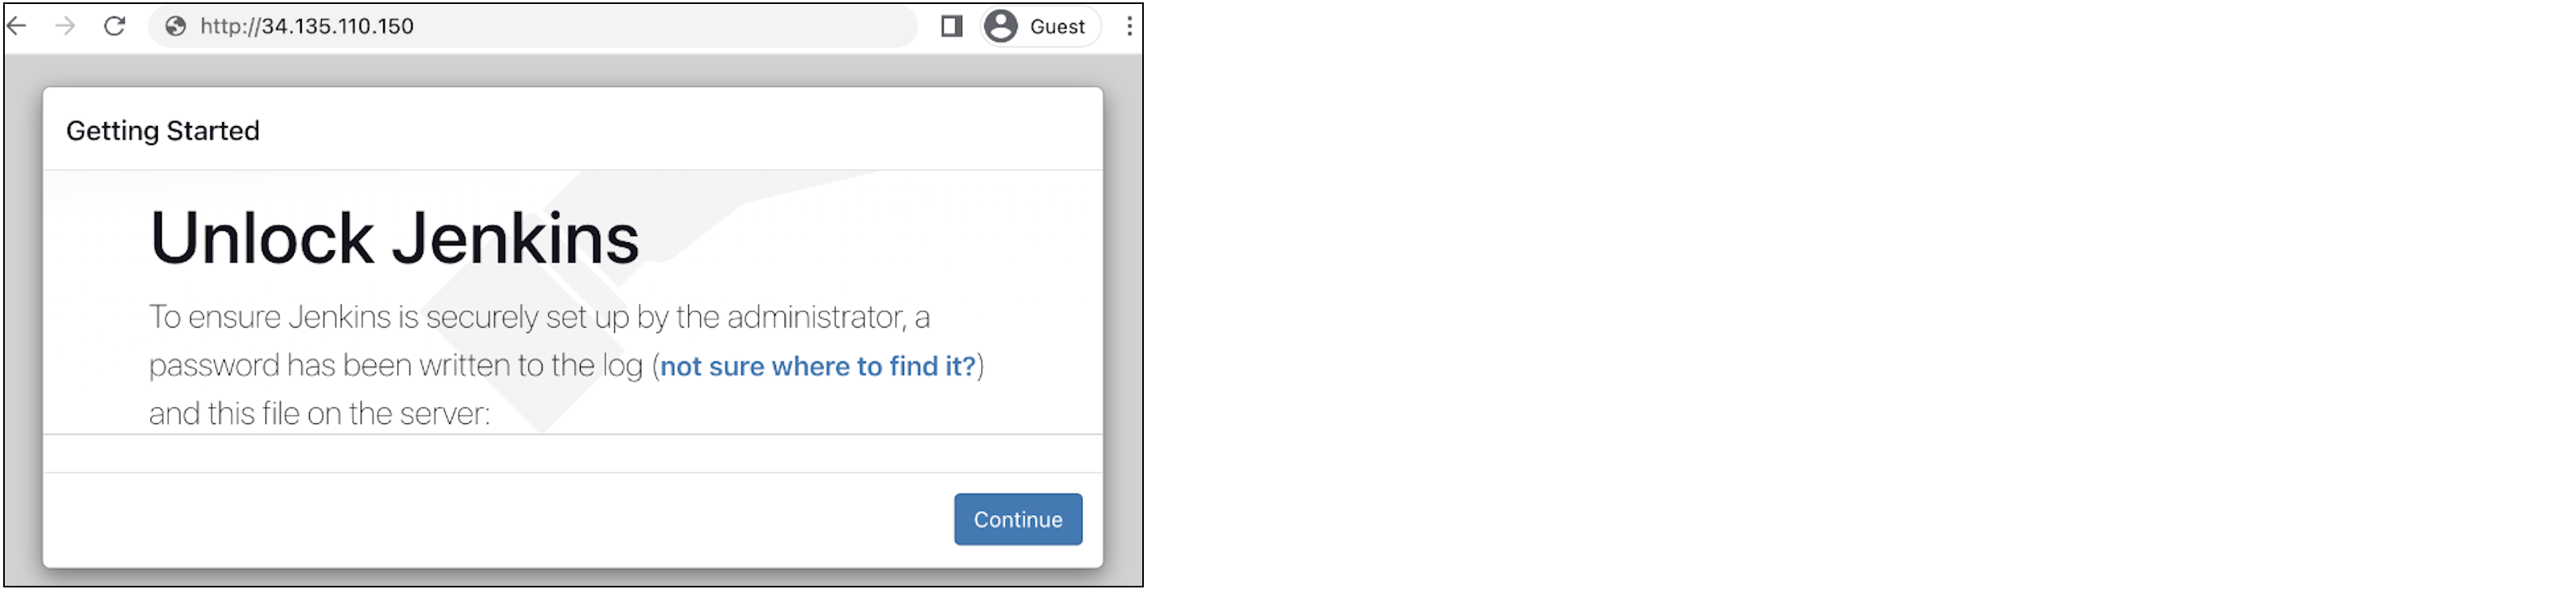 http://34.135.110.150
Guest
Getting Started
Unlock Jenkins
To ensure Jenkins is securely set up by the administrator, a
password has been written to the log (not sure where to find it?)
and this file on the server:
Continue